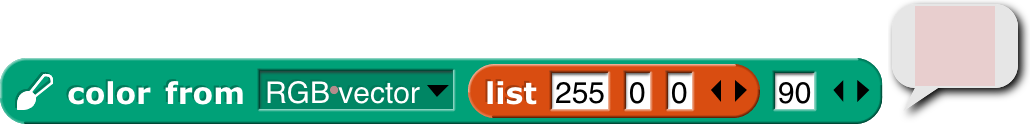 color from RGB•vector list 255 0 0 90